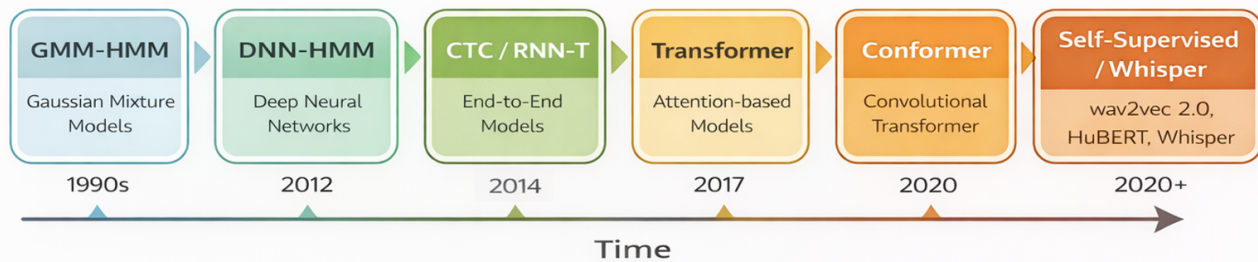 GMM-HMM
Gaussian Mixture
Models
1990s
DNN-HMM
Deep Neural
Networks
2012
CTC / RNN-T
End-to-End
Models
2014
Transformer
Attention-based
Models
2017
Conformer
Convolutional
Transformer
2020
Self-Supervised
/ Whisper
wav2vec 2.0,
HuBERT, Whisper
2020+
Time